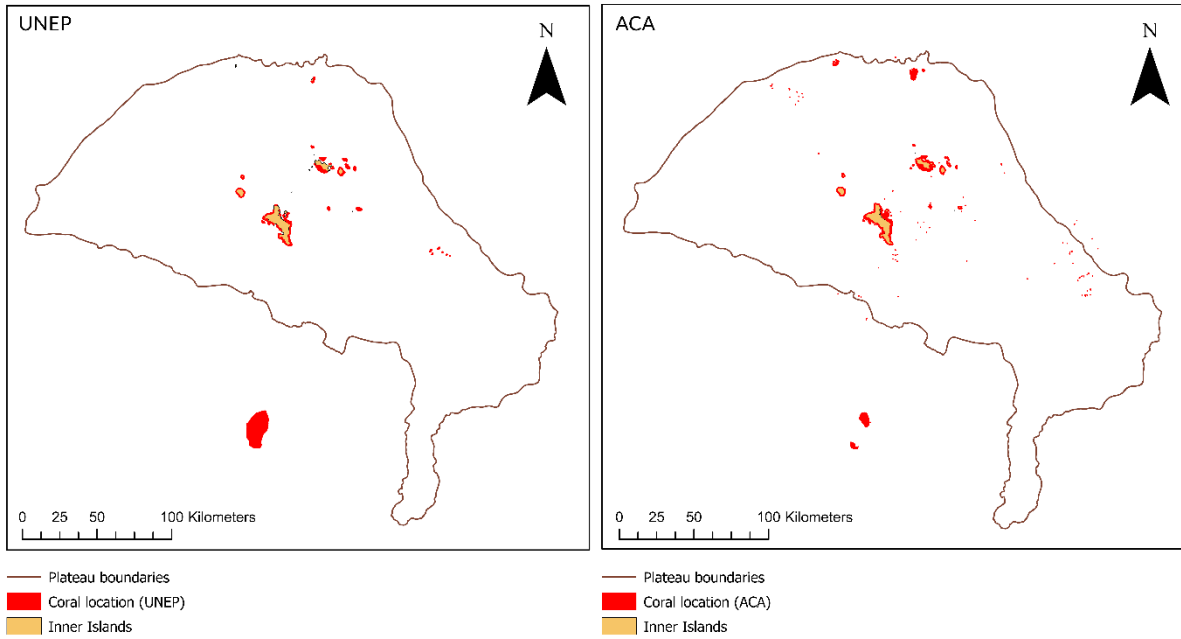 UNEP
N
0 25 50 100 Kilometers
Plateau boundaries
Coral location (UNEP)
Inner Islands
ACA
N
0 25 50 100 Kilometers
Plateau boundaries
Coral location (ACA)
Inner Islands